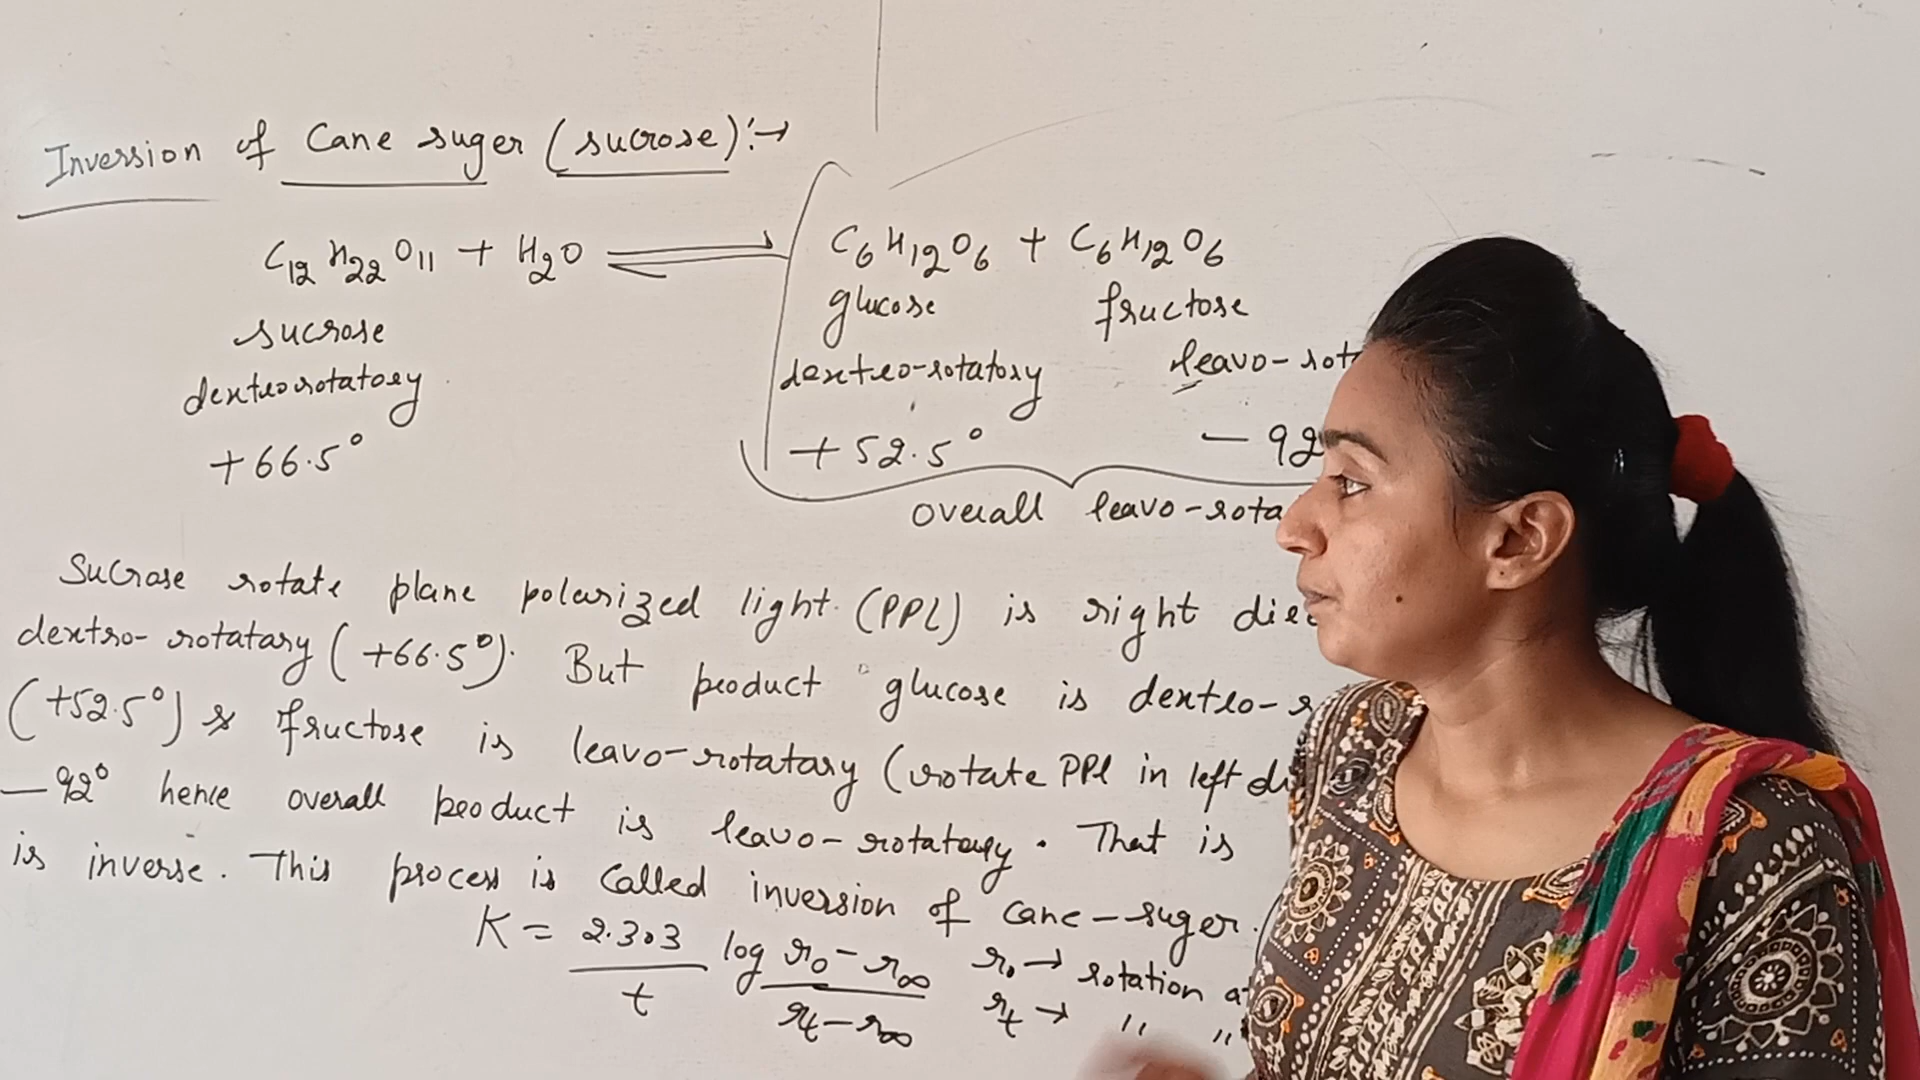 Inversion of Cane suger (sucrose):→
C12 H22 O11 + H2O ⇌ C6H12O6 + C6H12O6
sucrose glucose fructose
dextrorotatory dextro-rotatory leavo-rot
+66.5° +52.5° -92
overall leavo-rota
Sucrase rotate plane polarized light (PPL) is right dire
dextro-rotatary (+66.5°). But product glucose is dextro-r
(+52.5°) & fructose is leavo-rotatary (rotate PPL in left di
-92° hence overall product is leavo-rotatary. That is
is inverse. This process is called inversion of cane-suger.
K = 2.303/t log r0-r∞/rt-r∞ r0 → rotation at
rt → " "